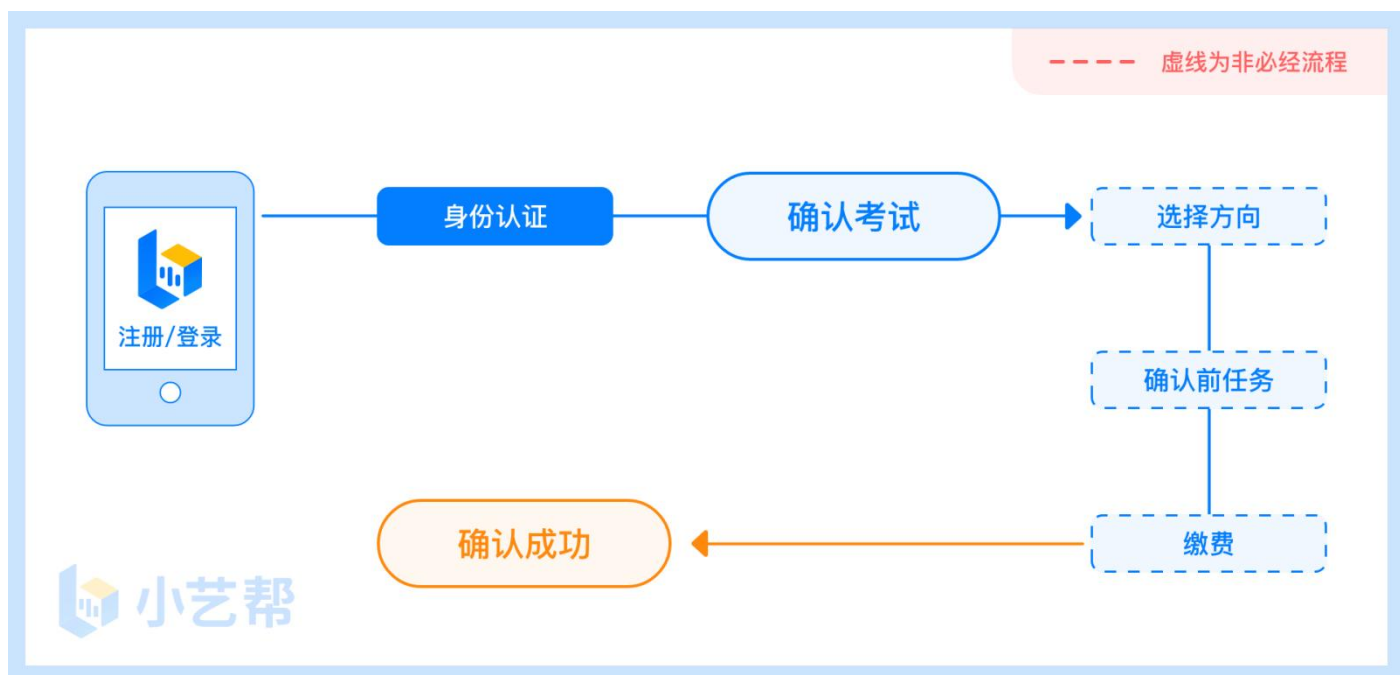 虚线为非必经流程
注册/登录
身份认证
确认考试
选择方向
确认前任务
缴费
确认成功
小艺帮